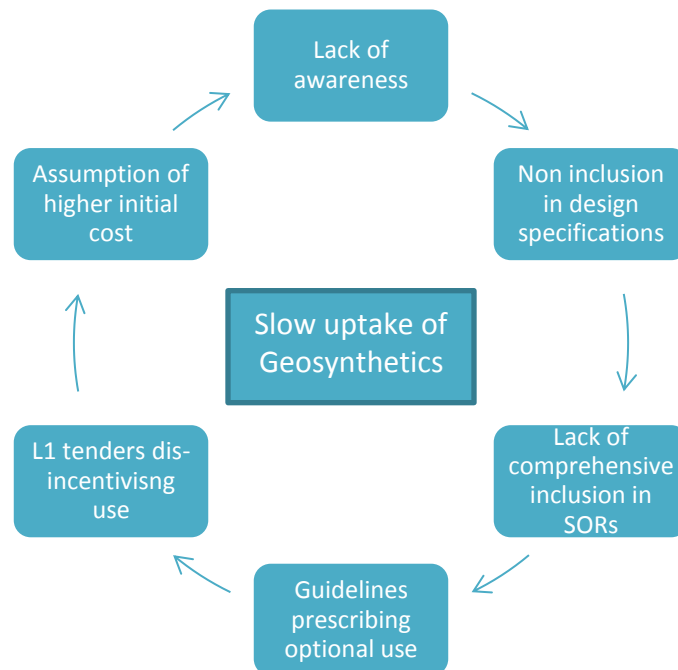 Lack of
awareness
Non inclusion
in design
specifications
Lack of
comprehensive
inclusion in
SORs
Guidelines
prescribing
optional use
L1 tenders dis-
incentivisng
use
Assumption of
higher initial
cost
Slow uptake of
Geosynthetics